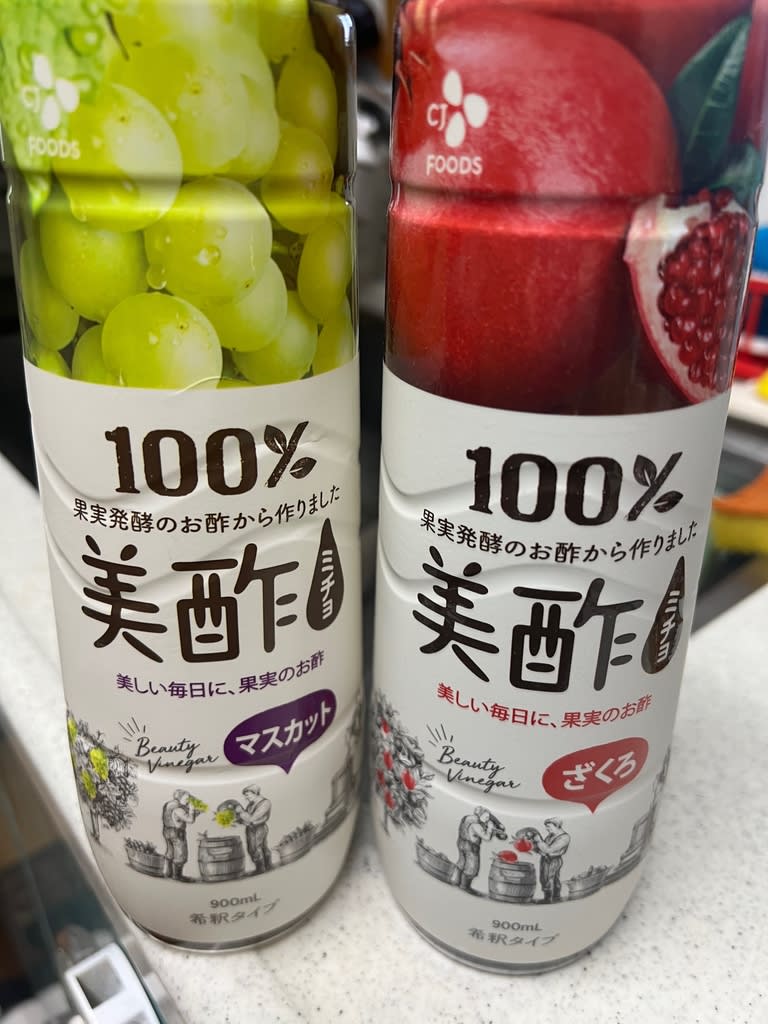 CJ
FOODS
100%
果実発酵のお酢から作りました
美酢
ミチョ
美しい毎日に、果実のお酢
Beauty
Vinegar
マスカット
900mL
希釈タイプ
CJ
FOODS
100%
果実発酵のお酢から作りました
美酢
ミチョ
美しい毎日に、果実のお酢
Beauty
Vinegar
ざくろ
900mL
希釈タイプ